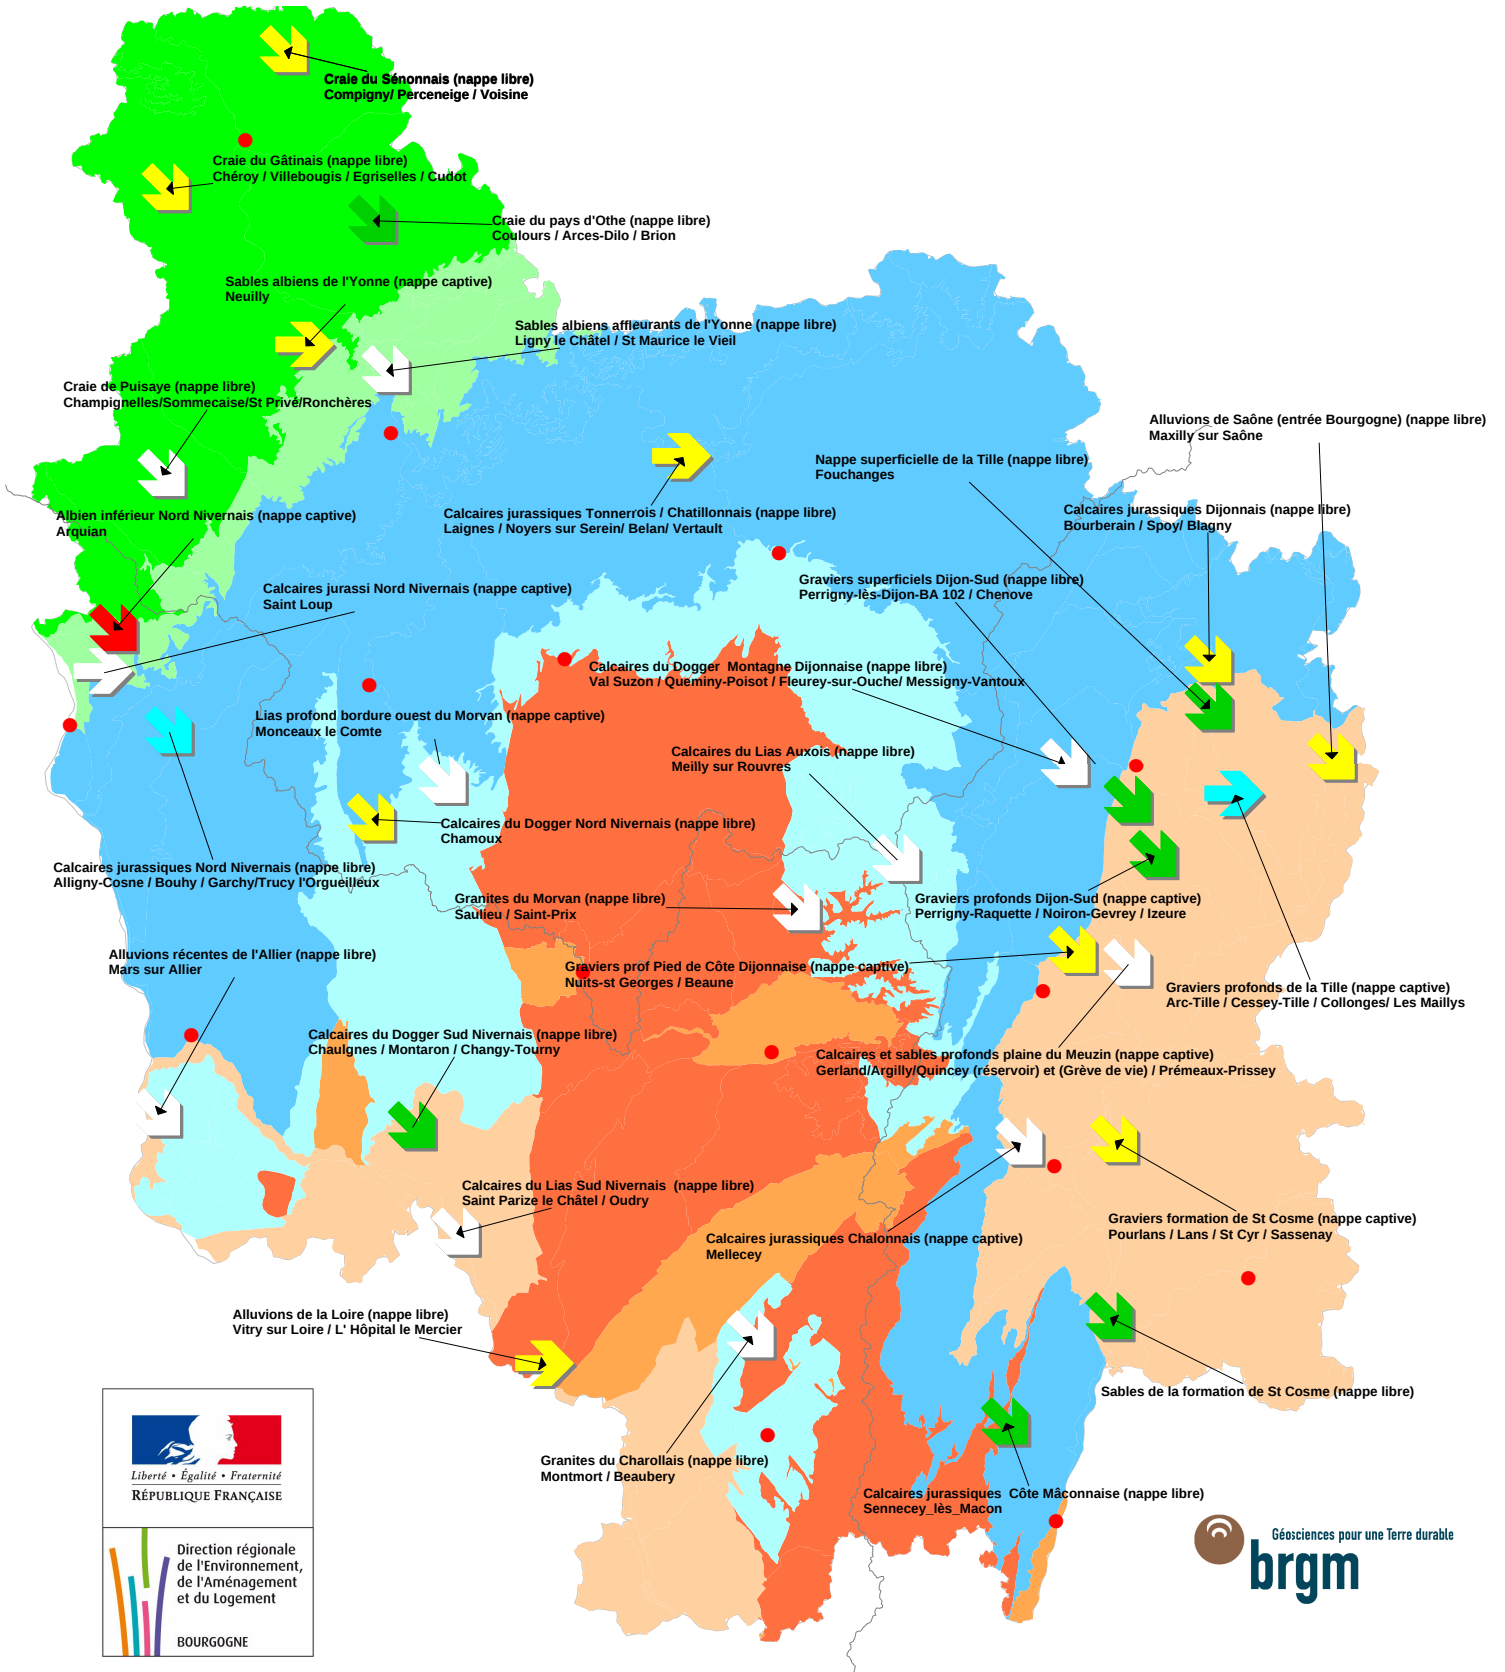 Craie du Sénonnais (nappe libre)
Compigny/ Perceneige / Voisine
Craie du Gâtinais (nappe libre)
Chéroy / Villebougis / Egriselles / Cudot
Craie du pays d'Othe (nappe libre)
Coulours / Arces-Dilo / Brion
Sables albiens de l'Yonne (nappe captive)
Neuilly
Sables albiens affleurants de l'Yonne (nappe libre)
Ligny le Châtel / St Maurice le Vieil
Craie de Puisaye (nappe libre)
Champignelles/Sommecaise/St Privé/Ronchères
Alluvions de Saône (entrée Bourgogne) (nappe libre)
Maxilly sur Saône
Nappe superficielle de la Tille (nappe libre)
Fouchanges
Calcaires jurassiques Tonnerrois / Chatillonnais (nappe libre)
Laignes / Noyers sur Serein/ Belan/ Vertault
Calcaires jurassiques Dijonnais (nappe libre)
Bourberain / Spoy/ Blagny
Albien inférieur Nord Nivernais (nappe captive)
Arquian
Calcaires jurassi Nord Nivernais (nappe captive)
Saint Loup
Graviers superficiels Dijon-Sud (nappe libre)
Perrigny-lès-Dijon-BA 102 / Chenove
Calcaires du Dogger  Montagne Dijonnaise (nappe libre)
Val Suzon / Queminy-Poisot / Fleurey-sur-Ouche/ Messigny-Vantoux
Lias profond bordure ouest du Morvan (nappe captive)
Monceaux le Comte
Calcaires du Lias Auxois (nappe libre)
Meilly sur Rouvres
Calcaires du Dogger Nord Nivernais (nappe libre)
Chamoux
Calcaires jurassiques Nord Nivernais (nappe libre)
Alligny-Cosne / Bouhy / Garchy/Trucy l'Orgueilleux
Granites du Morvan (nappe libre)
Saulieu / Saint-Prix
Graviers profonds Dijon-Sud (nappe captive)
Perrigny-Raquette / Noiron-Gevrey / Izeure
Alluvions récentes de l'Allier (nappe libre)
Mars sur Allier
Graviers prof Pied de Côte Dijonnaise (nappe captive)
Nuits-st Georges / Beaune
Graviers profonds de la Tille (nappe captive)
Arc-Tille / Cessey-Tille / Collonges/ Les Maillys
Calcaires du Dogger Sud Nivernais (nappe libre)
Chaulgnes / Montaron / Changy-Tourny
Calcaires et sables profonds plaine du Meuzin (nappe captive)
Gerland/Argilly/Quincey (réservoir) et (Grève de vie) / Prémeaux-Prissey
Calcaires du Lias Sud Nivernais  (nappe libre)
Saint Parize le Châtel / Oudry
Graviers formation de St Cosme (nappe captive)
Pourlans / Lans / St Cyr / Sassenay
Calcaires jurassiques Chalonnais (nappe captive)
Mellecey
Alluvions de la Loire (nappe libre)
Vitry sur Loire / L' Hôpital le Mercier
Sables de la formation de St Cosme (nappe libre)
Granites du Charollais (nappe libre)
Montmort / Beaubery
Calcaires jurassiques  Côte Mâconnaise (nappe libre)
Sennecey_lès_Macon
Liberté • Égalité • Fraternité
RÉPUBLIQUE FRANÇAISE
Direction régionale
de l'Environnement,
de l'Aménagement
et du Logement
BOURGOGNE
Géosciences pour une Terre durable
brgm